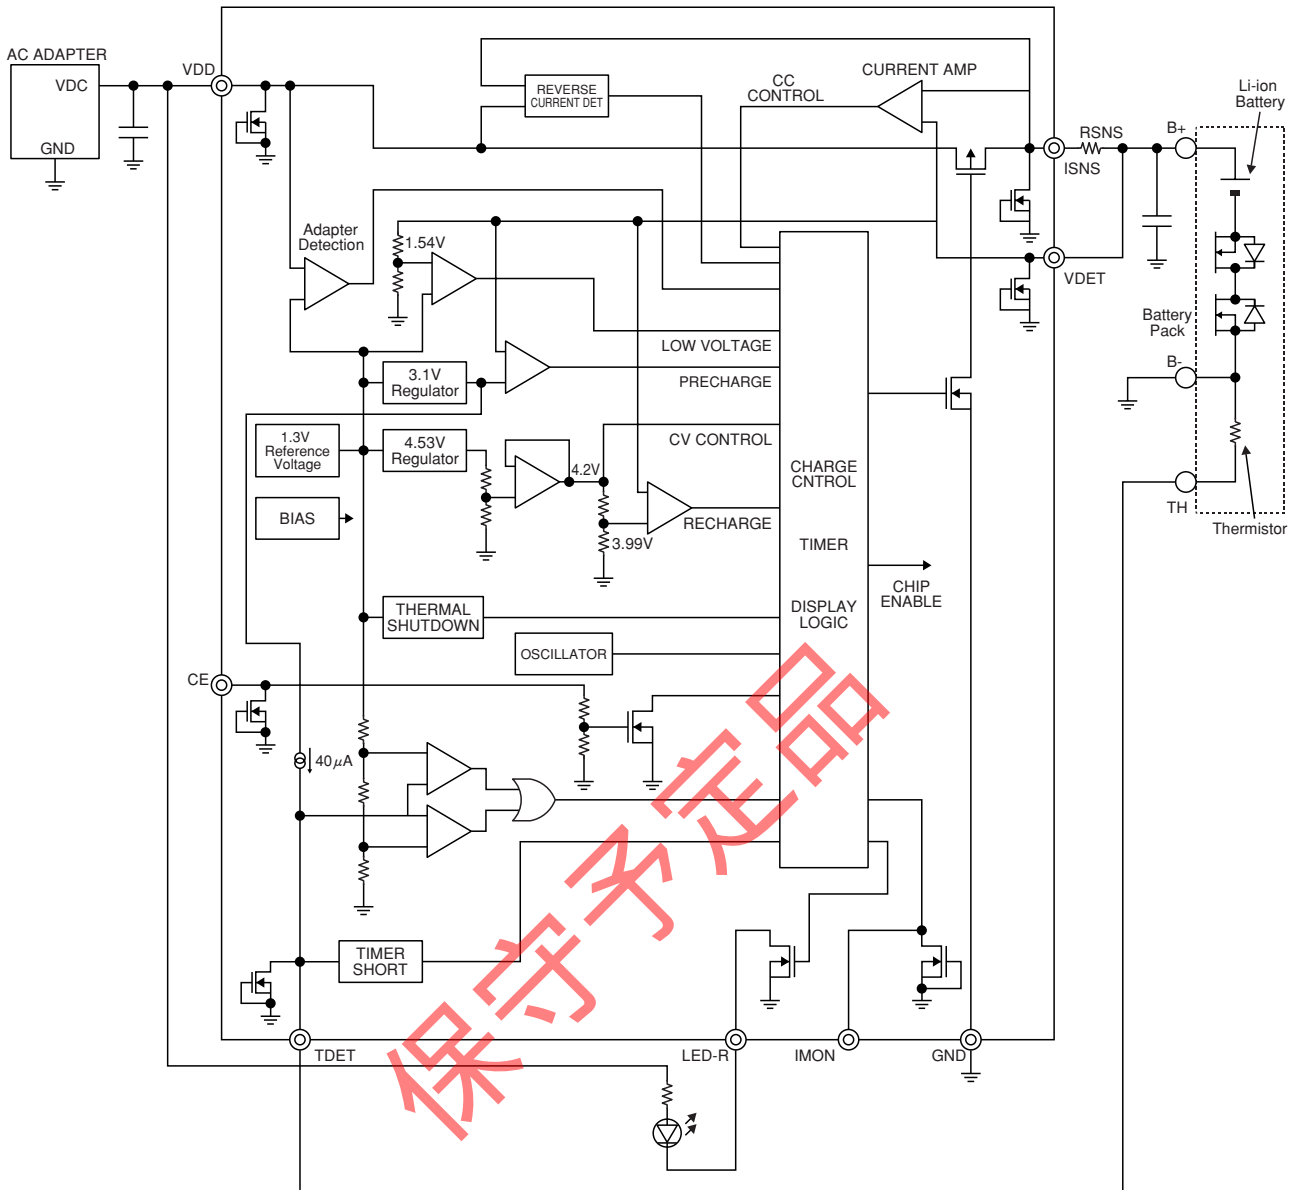 AC ADAPTER
VDC
GND
VDD
REVERSE
CURRENT DET
CC
CONTROL
CURRENT AMP
RSNS
ISNS
B+
Li-ion
Battery
Adapter
Detection
1.54V
VDET
Battery
Pack
B-
LOW VOLTAGE
3.1V
Regulator
PRECHARGE
1.3V
Reference
Voltage
4.53V
Regulator
CV CONTROL
4.2V
CHARGE
CNTROL
BIAS
RECHARGE
3.99V
TIMER
TH
Thermistor
CHIP
ENABLE
THERMAL
SHUTDOWN
DISPLAY
LOGIC
OSCILLATOR
CE
40μA
TIMER
SHORT
TDET
LED-R
IMON
GND
保守予定品